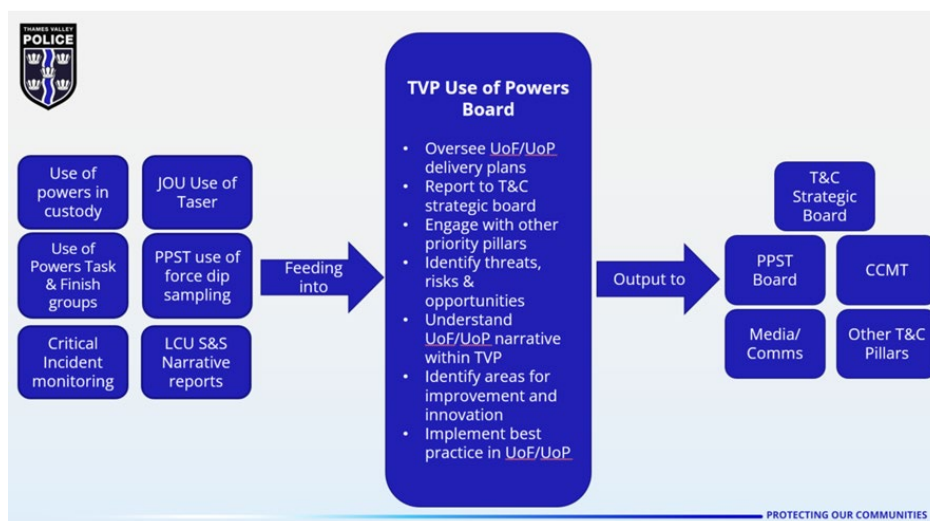 THAMES VALLEY
POLICE
Use of
powers in
custody
JOU Use of
Taser
Use of
Powers Task
& Finish
groups
PPST use of
force dip
sampling
Critical
Incident
monitoring
LCU S&S
Narrative
reports
Feeding
into
TVP Use of Powers
Board
• Oversee UoF/UoP
delivery plans
• Report to T&C
strategic board
• Engage with other
priority pillars
• Identify threats,
risks &
opportunities
• Understand
UoF/UoP narrative
within TVP
• Identify areas for
improvement and
innovation
• Implement best
practice in UoF/UoP
Output to
T&C
Strategic
Board
PPST
Board
CCMT
Media/
Comms
Other T&C
Pillars
PROTECTING OUR COMMUNITIES